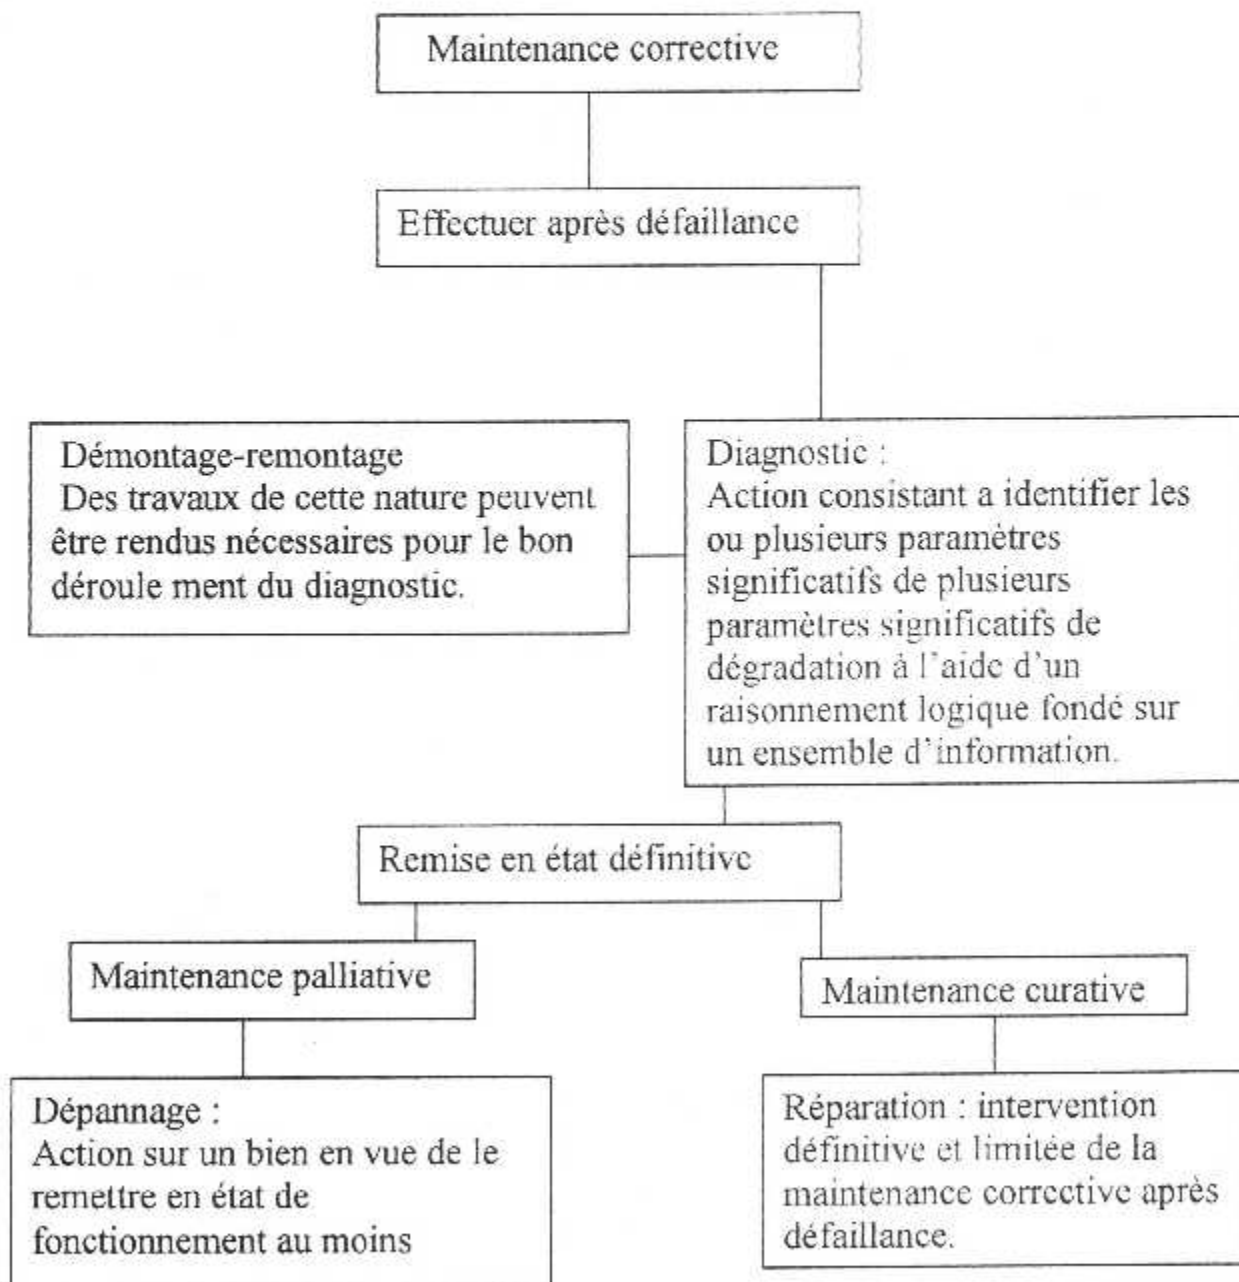 Maintenance corrective
Effectuer après défaillance
Démontage-remontage
Des travaux de cette nature peuvent
être rendus nécessaires pour le bon
déroule ment du diagnostic.
Diagnostic :
Action consistant a identifier les
ou plusieurs paramètres
significatifs de plusieurs
paramètres significatifs de
dégradation à l'aide d'un
raisonnement logique fondé sur
un ensemble d'information.
Remise en état définitive
Maintenance palliative
Maintenance curative
Dépannage :
Action sur un bien en vue de le
remettre en état de
fonctionnement au moins
Réparation : intervention
définitive et limitée de la
maintenance corrective après
défaillance.